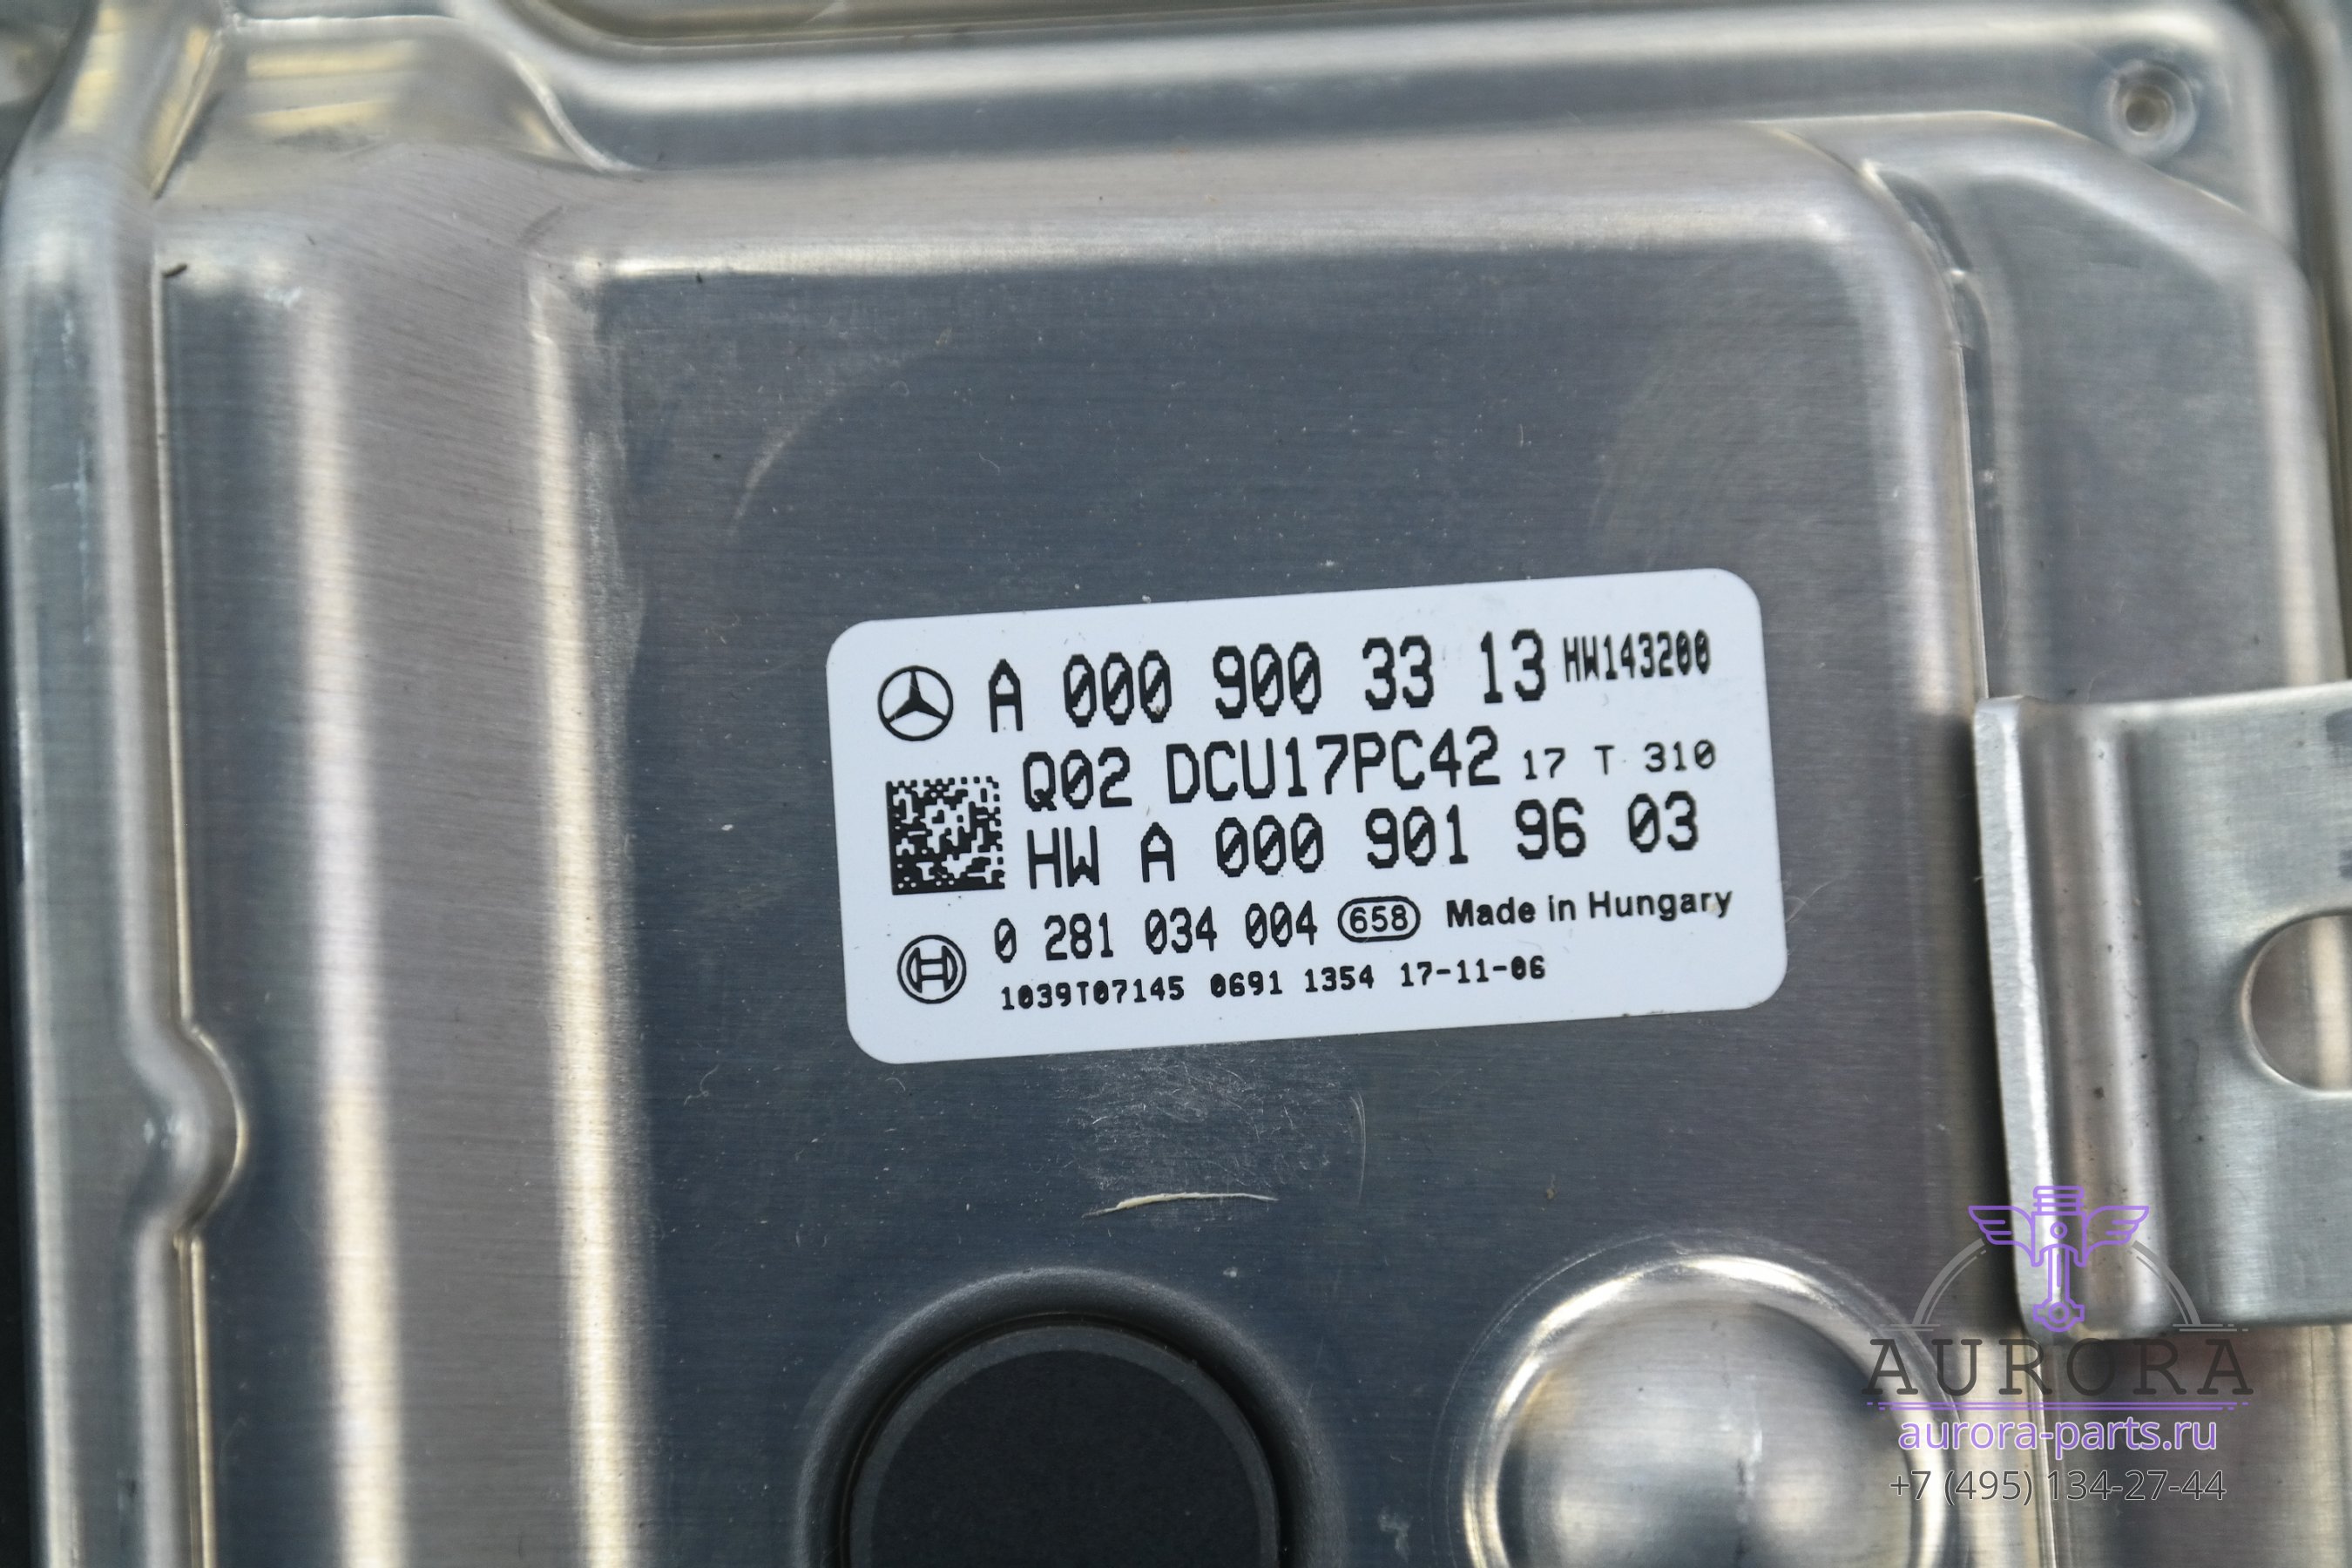 A 000 900 33 13 HW143200
Q02 DCU17PC42 17 T 310
HW A 000 901 96 03
0 281 034 004 658 Made in Hungary
1039T07145 0691 1354 17-11-06
AURORA
aurora-parts.ru
+7 (495) 134-27-44